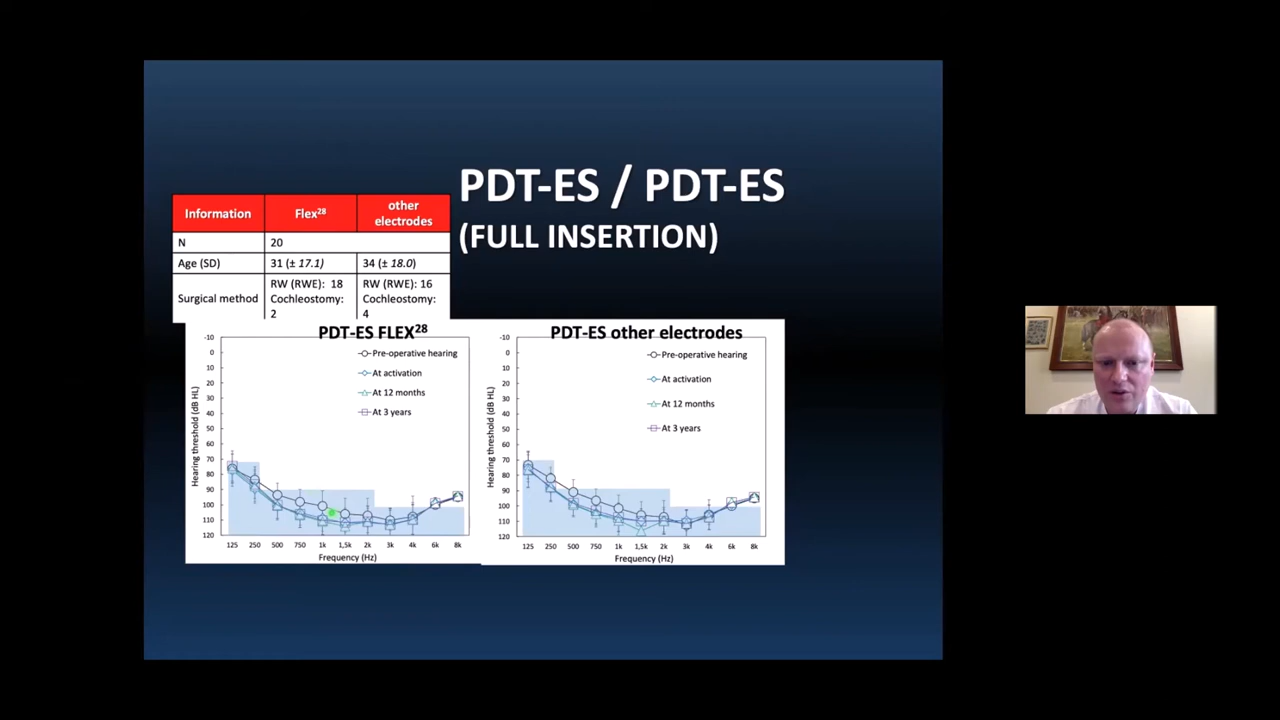 PDT-ES / PDT-ES
(FULL INSERTION)
Information Flex28 other electrodes
N 20
Age (SD) 31 (± 17.1) 34 (± 18.0)
Surgical method RW (RWE): 18 Cochleostomy: 2 RW (RWE): 16 Cochleostomy: 4
PDT-ES FLEX28
Pre-operative hearing
At activation
At 12 months
At 3 years
Hearing threshold (dB HL)
-10
0
10
20
30
40
50
60
70
80
90
100
110
120
125 250 500 750 1k 1,5k 2k 3k 4k 6k 8k
Frequency (Hz)
PDT-ES other electrodes
Pre-operative hearing
At activation
At 12 months
At 3 years
Hearing threshold (dB HL)
-10
0
10
20
30
40
50
60
70
80
90
100
110
120
125 250 500 750 1k 1,5k 2k 3k 4k 6k 8k
Frequency (Hz)